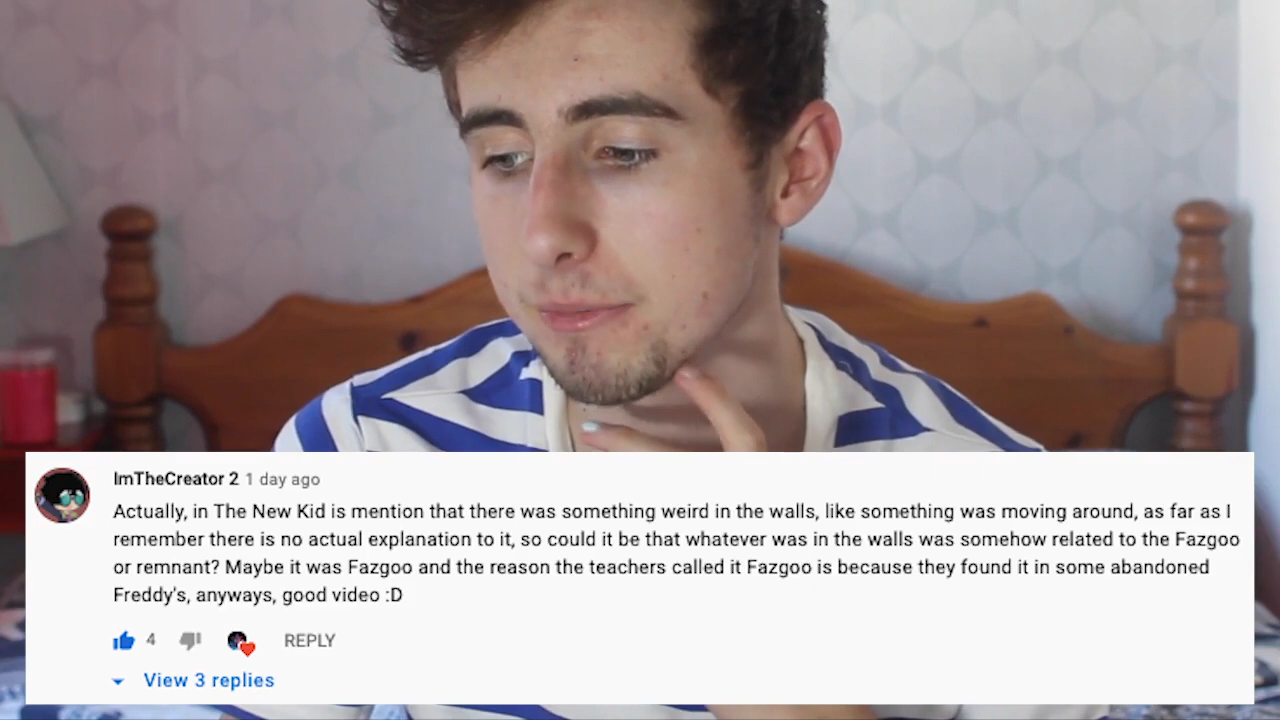 ImTheCreator 2 1 day ago
Actually, in The New Kid is mention that there was something weird in the walls, like something was moving around, as far as I
remember there is no actual explanation to it, so could it be that whatever was in the walls was somehow related to the Fazgoo
or remnant? Maybe it was Fazgoo and the reason the teachers called it Fazgoo is because they found it in some abandoned
Freddy's, anyways, good video :D
4 REPLY
View 3 replies